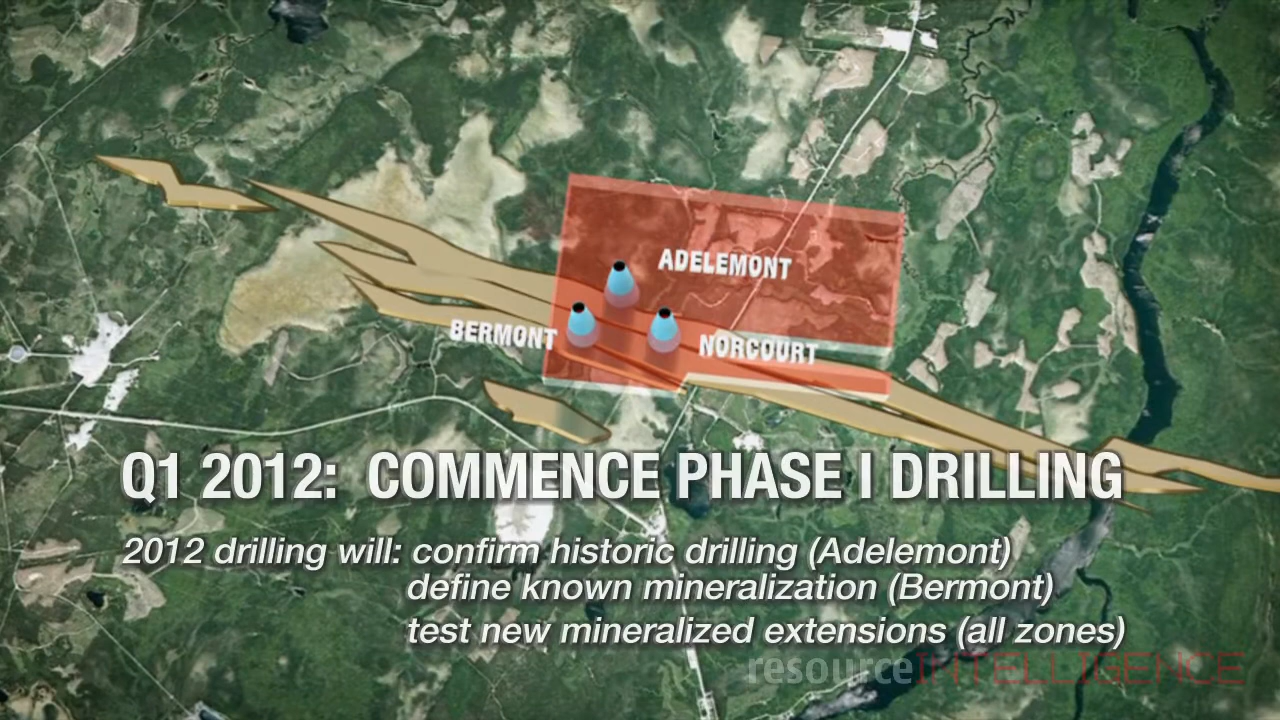 ADELEMONT
BERMONT
NORCOURT
Q1 2012: COMMENCE PHASE I DRILLING
2012 drilling will: confirm historic drilling (Adelemont)
define known mineralization (Bermont)
test new mineralized extensions (all zones)
resourceINTELLIGENCE